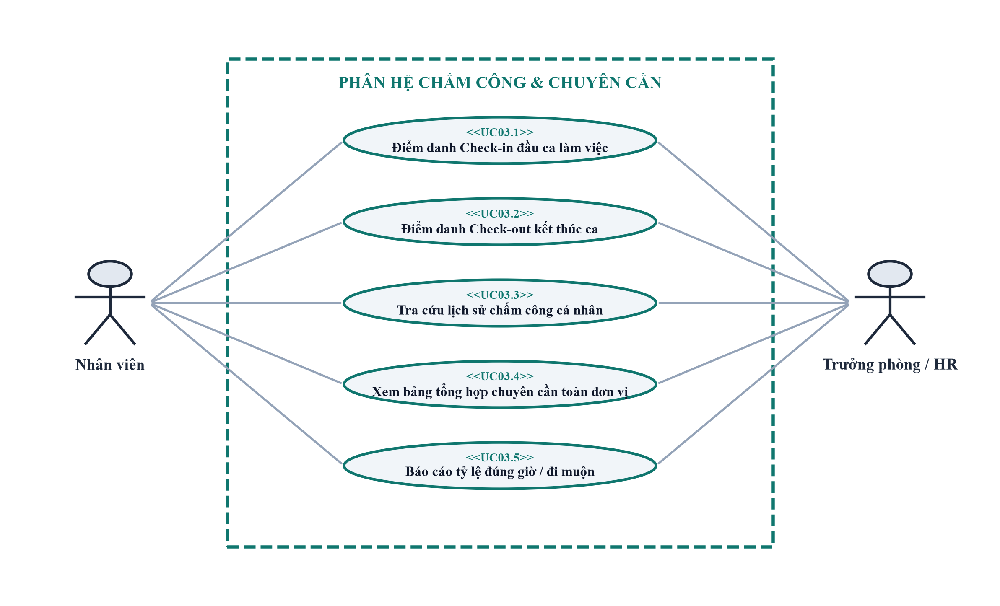 PHÂN HỆ CHẤM CÔNG & CHUYÊN CẦN
<<UC03.1>>
Điểm danh Check-in đầu ca làm việc
<<UC03.2>>
Điểm danh Check-out kết thúc ca
<<UC03.3>>
Tra cứu lịch sử chấm công cá nhân
Nhân viên
Trưởng phòng / HR
<<UC03.4>>
Xem bảng tổng hợp chuyên cần toàn đơn vị
<<UC03.5>>
Báo cáo tỷ lệ đúng giờ / đi muộn